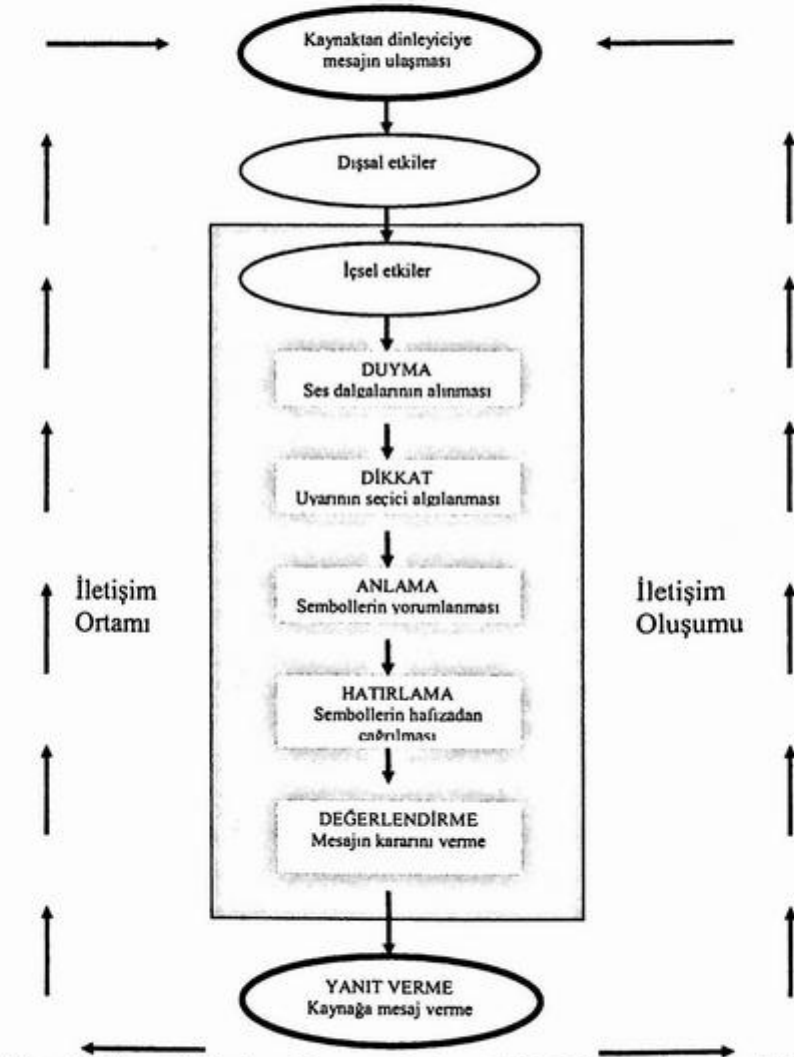 Kaynaktan dinleyiciye
mesajın ulaşması
Dışsal etkiler
İçsel etkiler
DUYMA
Ses dalgalarının alınması
DİKKAT
Uyarının seçici algılanması
ANLAMA
Sembollerin yorumlanması
HATIRLAMA
Sembollerin hafızadan
çağrılması
DEĞERLENDİRME
Mesajın kararını verme
YANIT VERME
Kaynağa mesaj verme
İletişim
Ortamı
İletişim
Oluşumu